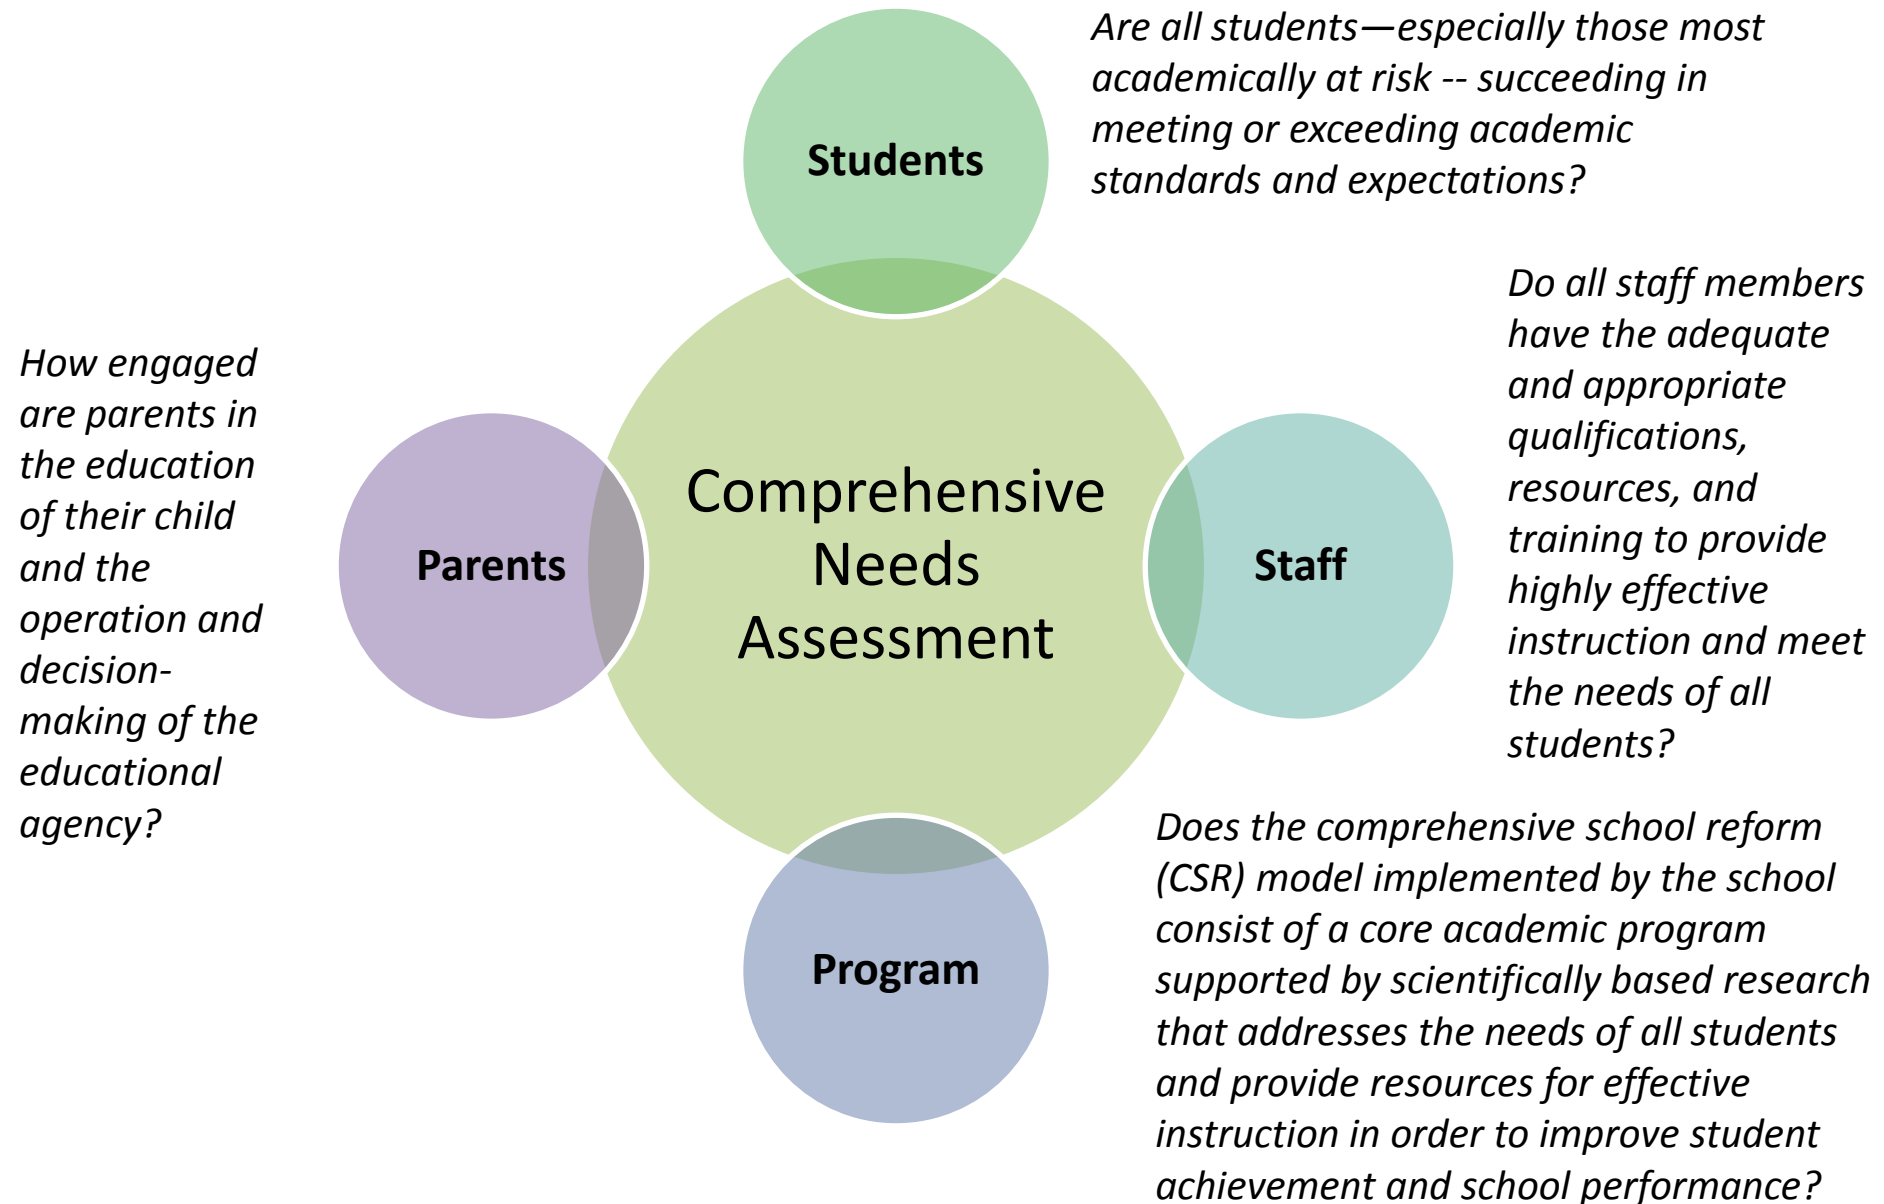 Are all students—especially those most
academically at risk -- succeeding in
meeting or exceeding academic
standards and expectations?
Students
Do all staff members
have the adequate
and appropriate
qualifications,
resources, and
training to provide
highly effective
instruction and meet
the needs of all
students?
How engaged
are parents in
the education
of their child
and the
operation and
decision-
making of the
educational
agency?
Parents
Comprehensive
Needs
Assessment
Staff
Program
Does the comprehensive school reform
(CSR) model implemented by the school
consist of a core academic program
supported by scientifically based research
that addresses the needs of all students
and provide resources for effective
instruction in order to improve student
achievement and school performance?